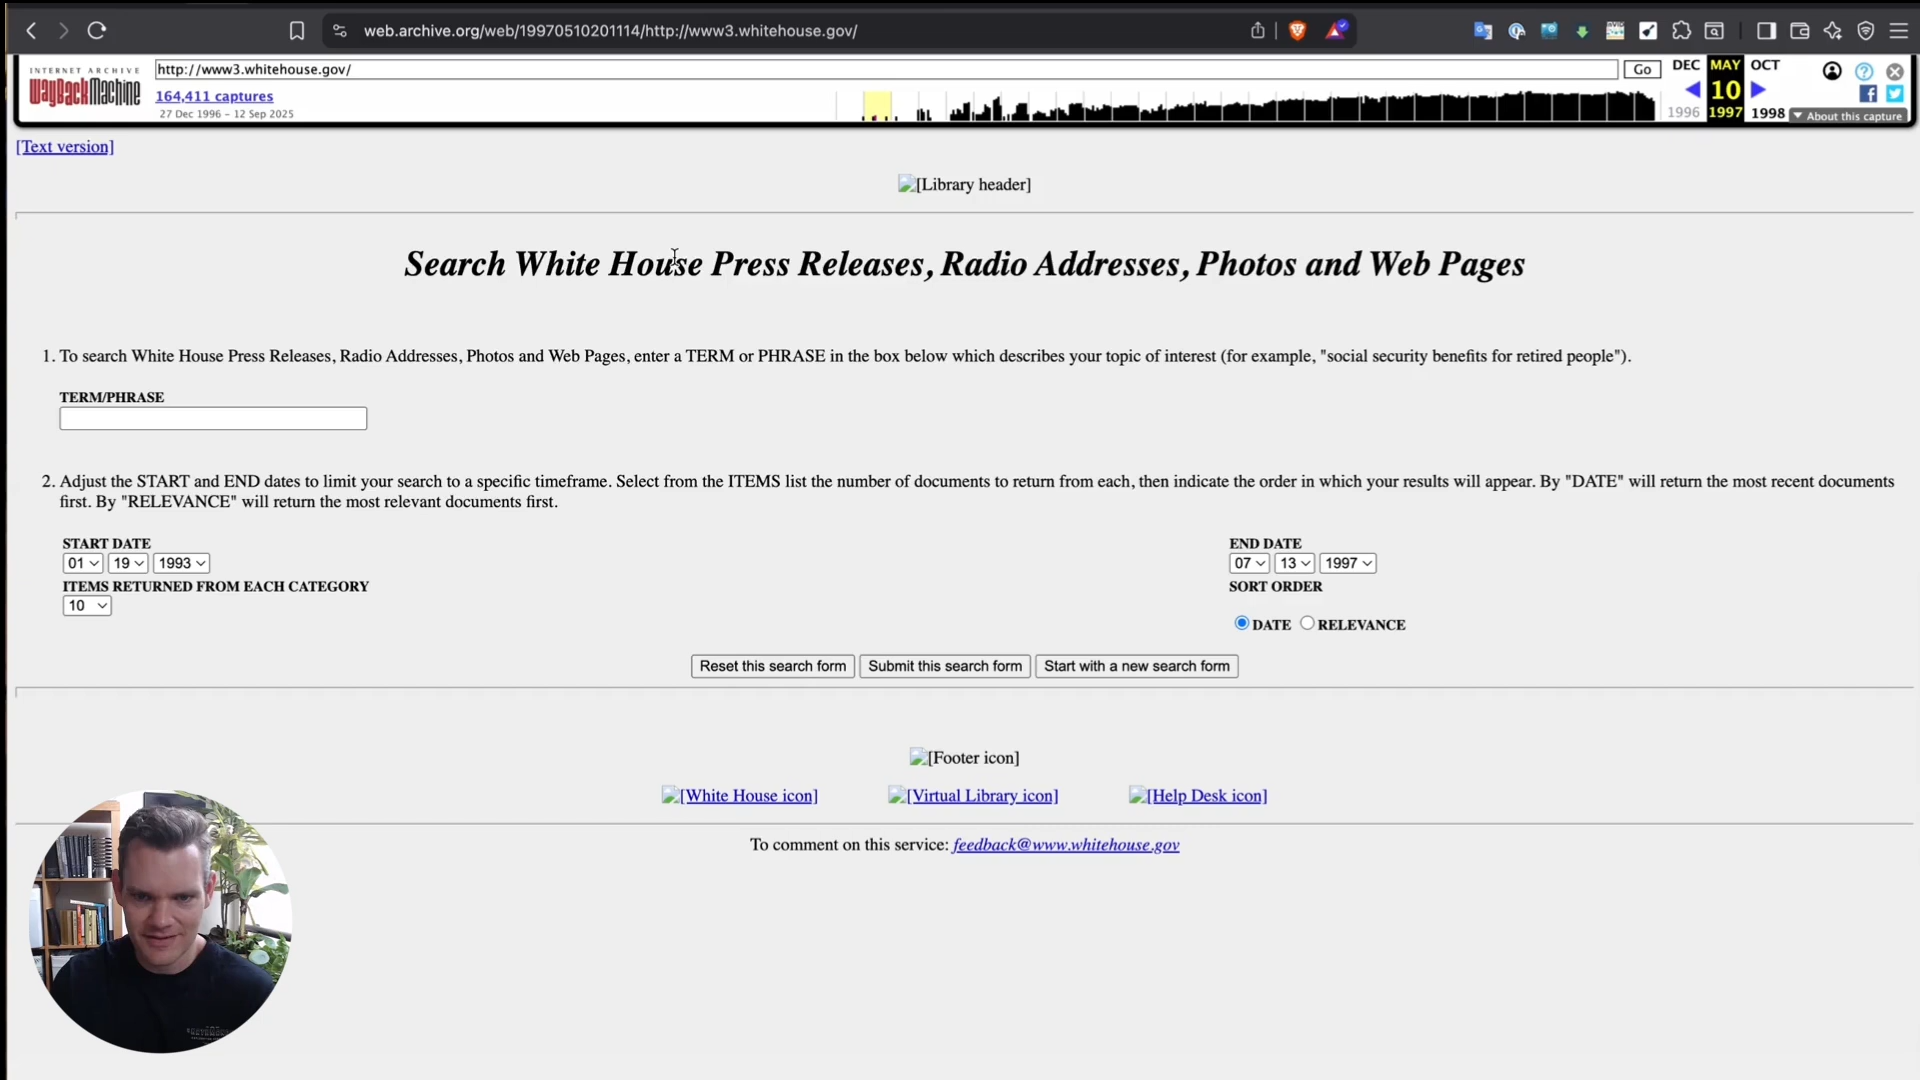 web.archive.org/web/19970510201114/http://www3.whitehouse.gov/
INTERNET ARCHIVE
WayBackMachine
http://www3.whitehouse.gov/
Go
DEC MAY OCT
164,411 captures
27 Dec 1996 – 12 Sep 2025
10
1996 1997 1998
About this capture
[Text version]
[Library header]
Search White House Press Releases, Radio Addresses, Photos and Web Pages
1. To search White House Press Releases, Radio Addresses, Photos and Web Pages, enter a TERM or PHRASE in the box below which describes your topic of interest (for example, "social security benefits for retired people").
TERM/PHRASE
2. Adjust the START and END dates to limit your search to a specific timeframe. Select from the ITEMS list the number of documents to return from each, then indicate the order in which your results will appear. By "DATE" will return the most recent documents
first. By "RELEVANCE" will return the most relevant documents first.
START DATE
01 19 1993
ITEMS RETURNED FROM EACH CATEGORY
10
END DATE
07 13 1997
SORT ORDER
DATE RELEVANCE
Reset this search form Submit this search form Start with a new search form
[Footer icon]
[White House icon] [Virtual Library icon] [Help Desk icon]
To comment on this service: feedback@www.whitehouse.gov